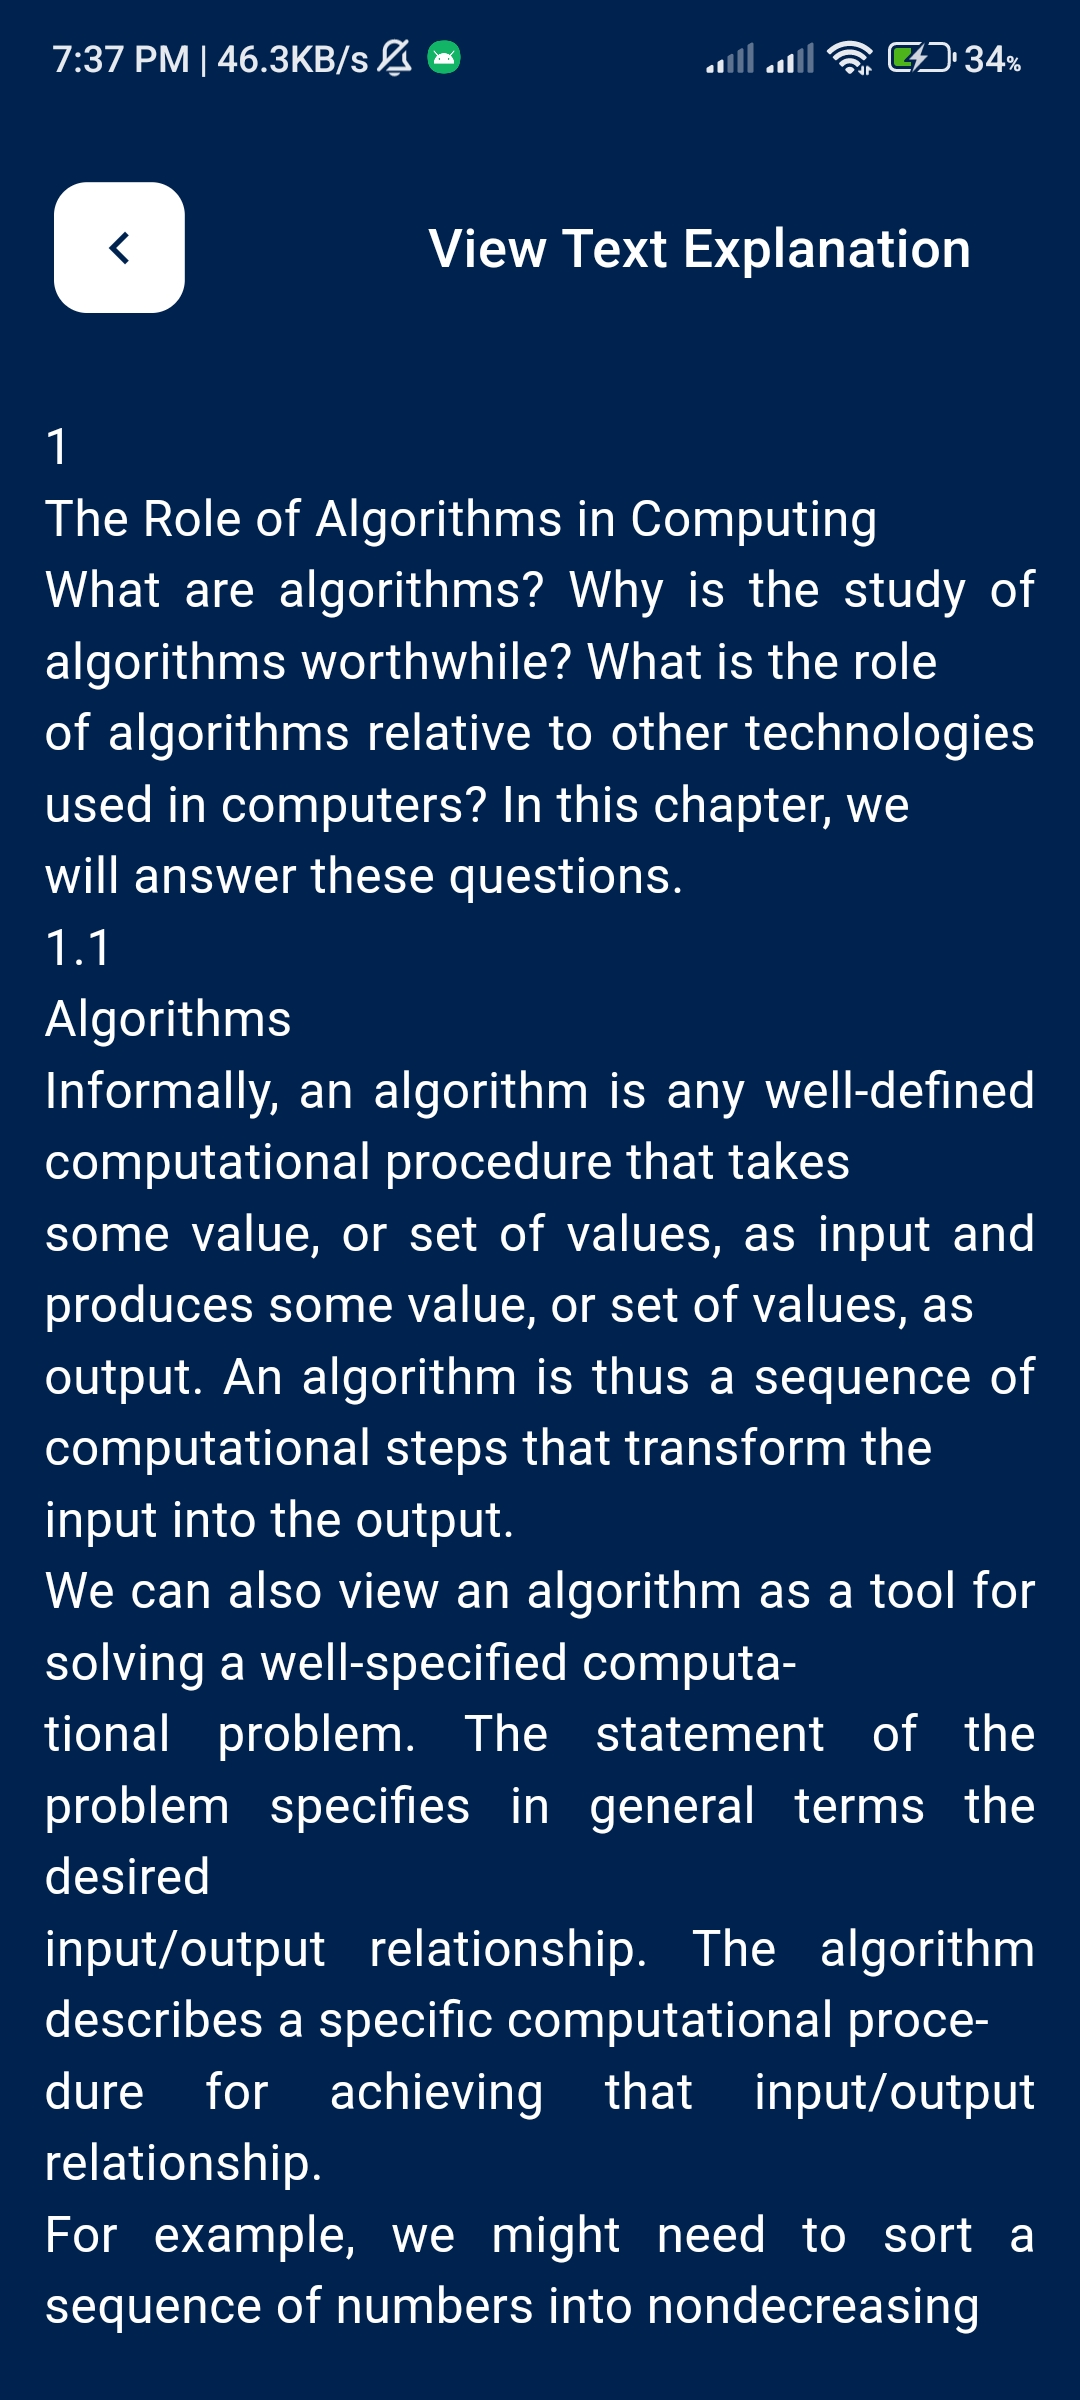 7:37 PM | 46.3KB/s 34%
View Text Explanation
1
The Role of Algorithms in Computing
What are algorithms? Why is the study of
algorithms worthwhile? What is the role
of algorithms relative to other technologies
used in computers? In this chapter, we
will answer these questions.
1.1
Algorithms
Informally, an algorithm is any well-defined
computational procedure that takes
some value, or set of values, as input and
produces some value, or set of values, as
output. An algorithm is thus a sequence of
computational steps that transform the
input into the output.
We can also view an algorithm as a tool for
solving a well-specified computa-
tional problem. The statement of the
problem specifies in general terms the
desired
input/output relationship. The algorithm
describes a specific computational proce-
dure for achieving that input/output
relationship.
For example, we might need to sort a
sequence of numbers into nondecreasing